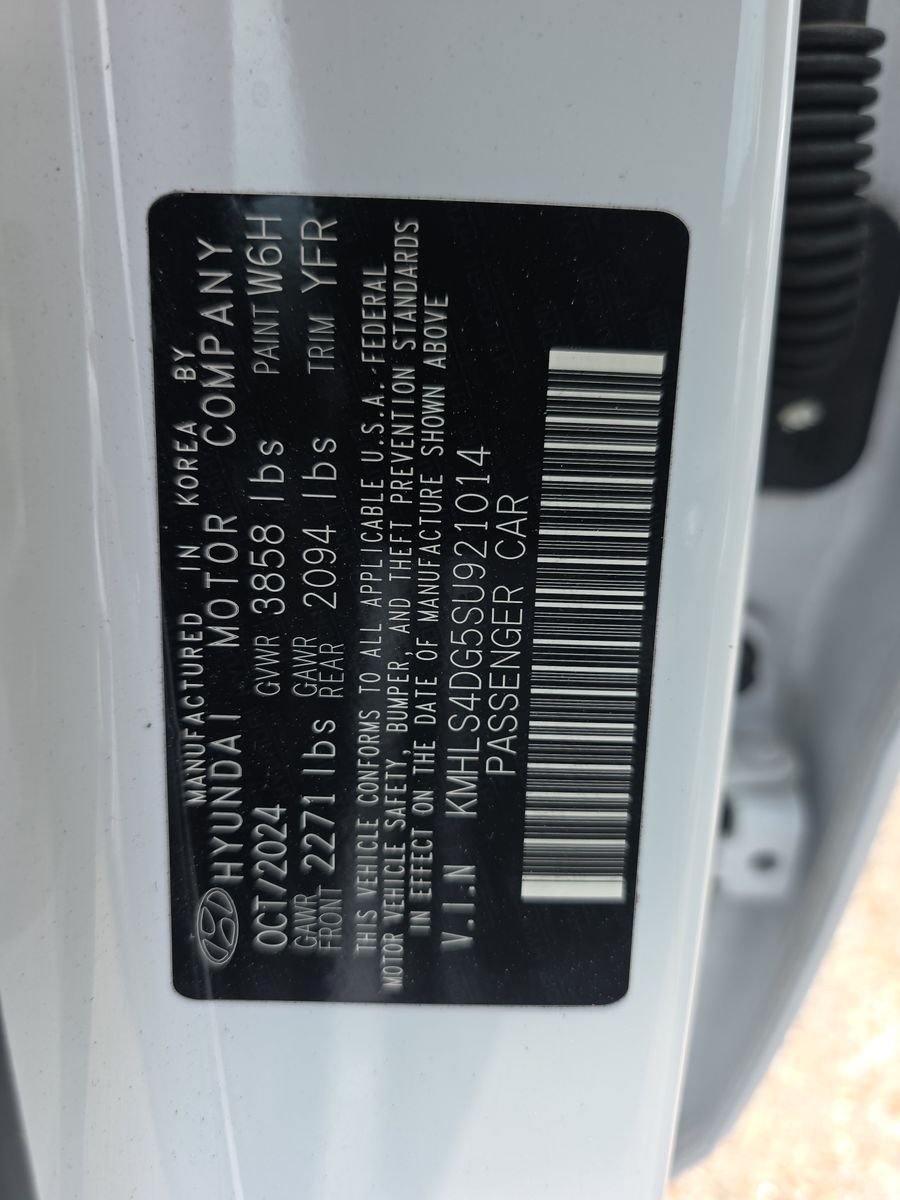 MANUFACTURED IN KOREA BY
HYUNDAI MOTOR COMPANY
OCT/2024 GVWR 3858 lbs PAINT W6H
GAWR FRONT 2271 lbs GAWR REAR 2094 lbs TRIM YFR
THIS VEHICLE CONFORMS TO ALL APPLICABLE U.S.A. FEDERAL
MOTOR VEHICLE SAFETY, BUMPER, AND THEFT PREVENTION STANDARDS
IN EFFECT ON THE DATE OF MANUFACTURE SHOWN ABOVE
V.I.N KMHLS4DG5SU921014
PASSENGER CAR